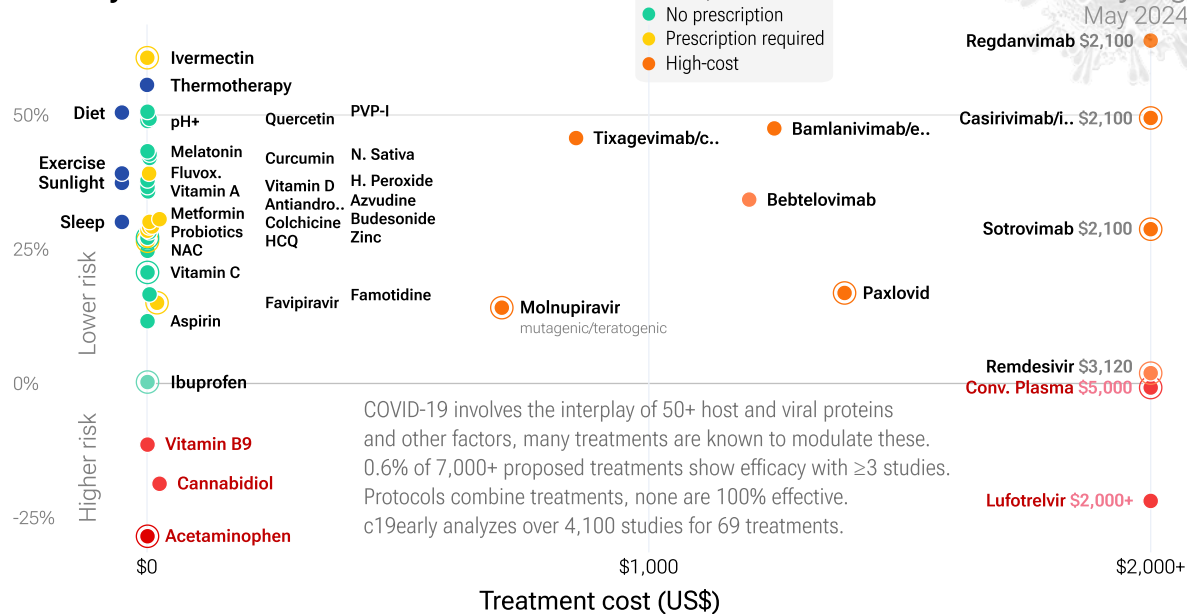 No prescription
Prescription required
High-cost
May 2024
Regdanvimab $2,100
Ivermectin
Thermotherapy
50%
Diet
pH+
Quercetin
PVP-I
Casirivimab/i.. $2,100
Tixagevimab/c..
Bamlanivimab/e..
Melatonin
Curcumin
N. Sativa
Exercise
Sunlight
Fluvox.
Vitamin A
Vitamin D
H. Peroxide
Antiandro..
Azvudine
Bebtelovimab
Sleep
Metformin
Colchicine
Budesonide
Probiotics
HCQ
Zinc
Sotrovimab $2,100
25%
NAC
Vitamin C
Lower risk
Favipiravir
Famotidine
Molnupiravir
mutagenic/teratogenic
Paxlovid
Aspirin
Remdesivir $3,120
0%
Ibuprofen
Conv. Plasma $5,000
COVID-19 involves the interplay of 50+ host and viral proteins
and other factors, many treatments are known to modulate these.
0.6% of 7,000+ proposed treatments show efficacy with ≥3 studies.
Protocols combine treatments, none are 100% effective.
c19early analyzes over 4,100 studies for 69 treatments.
Higher risk
Vitamin B9
Cannabidiol
Lufotrelvir $2,000+
-25%
Acetaminophen
$0
$1,000
$2,000+
Treatment cost (US$)